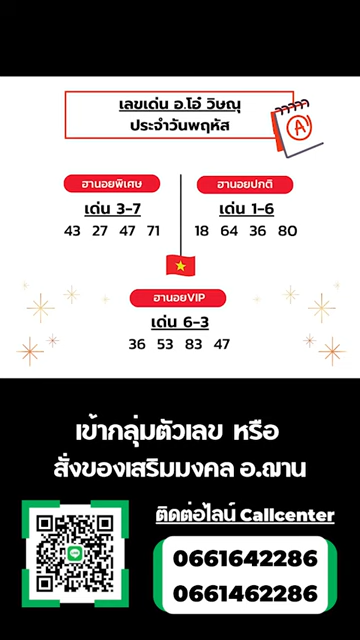 เลขเด่น อ.โอ๋ วิษณุ
ประจำวันพฤหัส
A
ฮานอยพิเศษ
เด่น 3-7
43 27 47 71
ฮานอยปกติ
เด่น 1-6
18 64 36 80
ฮานอยVIP
เด่น 6-3
36 53 83 47
เข้ากลุ่มตัวเลข หรือ
สั่งของเสริมมงคล อ.ฌาน
ติดต่อไลน์ Callcenter
0661642286
0661462286